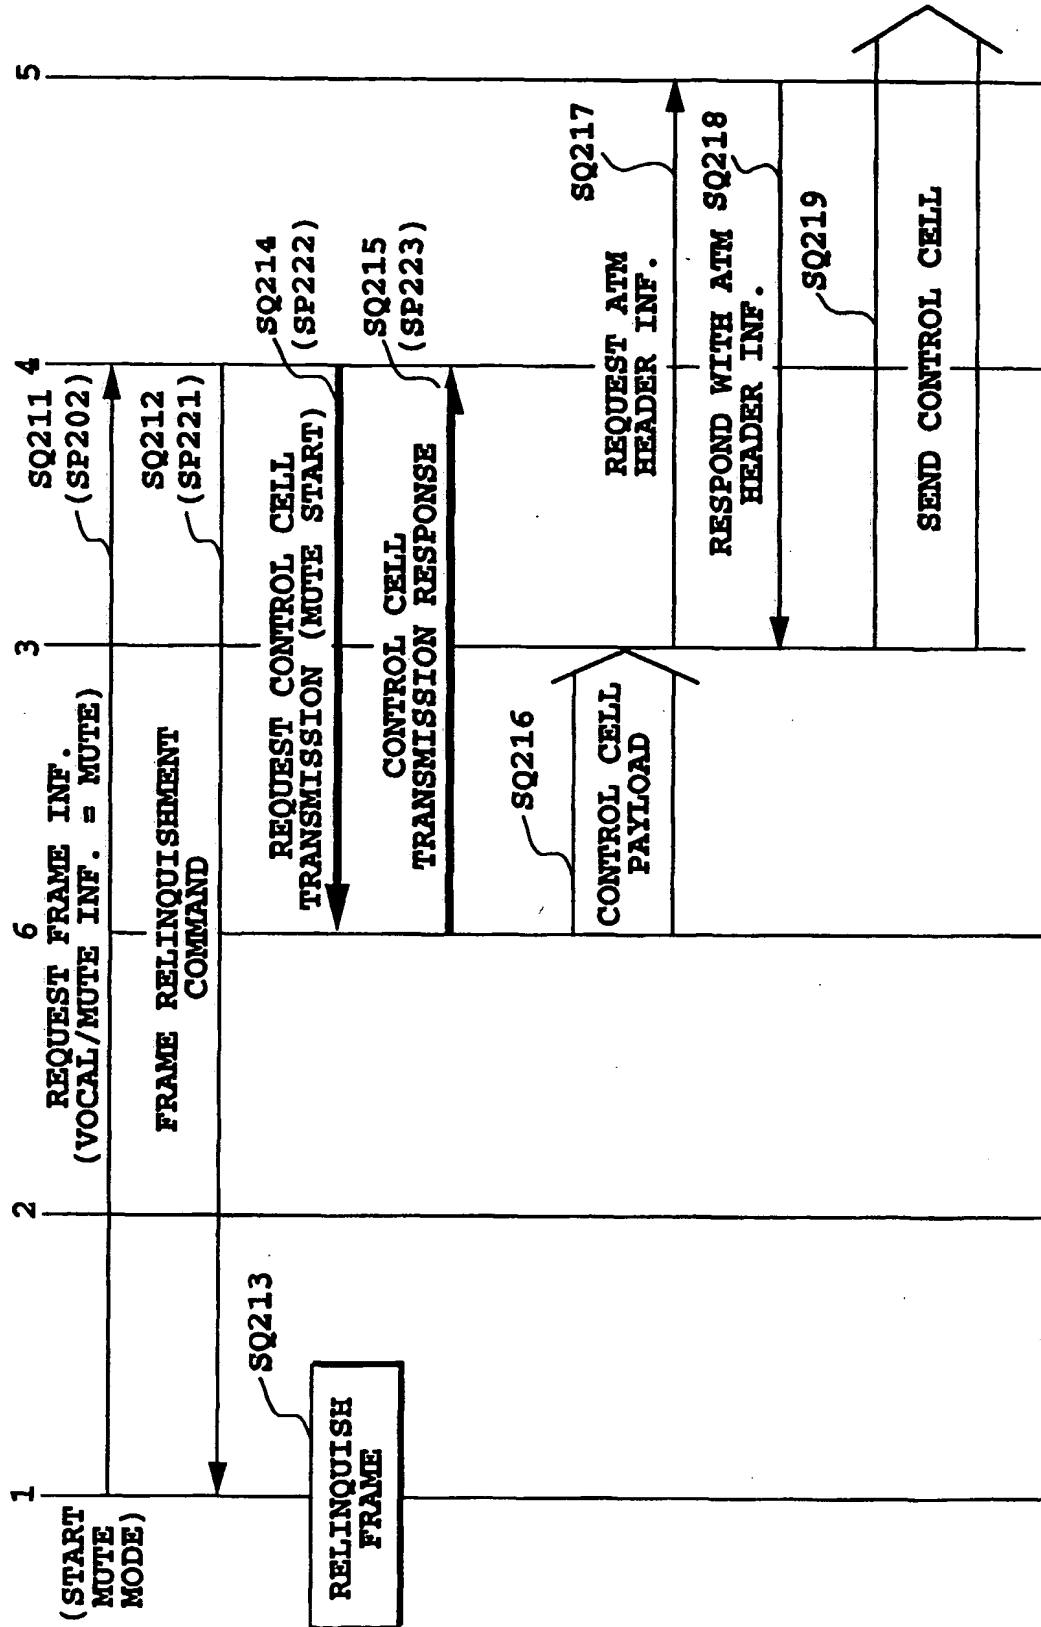 1
2
6
3
4
5
(START
MUTE
MODE)
REQUEST FRAME INF.
(VOCAL/MUTE INF. = MUTE)
SQ211
(SP202)
FRAME RELINQUISHMENT
COMMAND
SQ212
(SP221)
RELINQUISH
FRAME
SQ213
REQUEST CONTROL CELL
TRANSMISSION (MUTE START)
SQ214
(SP222)
CONTROL CELL
TRANSMISSION RESPONSE
SQ215
(SP223)
SQ216
CONTROL CELL
PAYLOAD
REQUEST ATM
HEADER INF.
SQ217
RESPOND WITH ATM
HEADER INF.
SQ218
SQ219
SEND CONTROL CELL